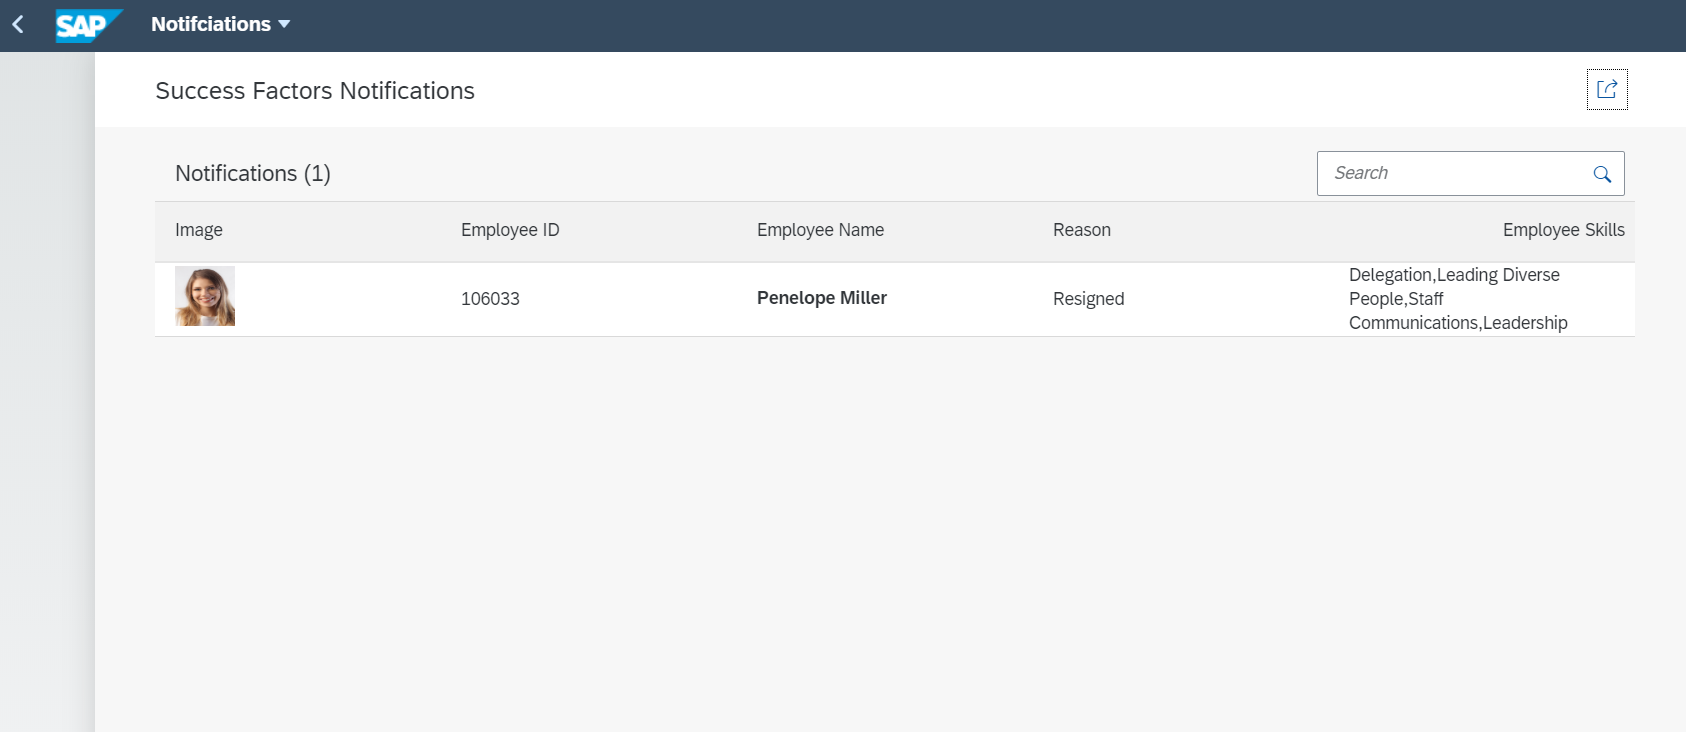 SAP Notifciations
Success Factors Notifications
Notifications (1)
Search
Image Employee ID Employee Name Reason Employee Skills
106033 Penelope Miller Resigned
Delegation,Leading Diverse
People,Staff
Communications,Leadership